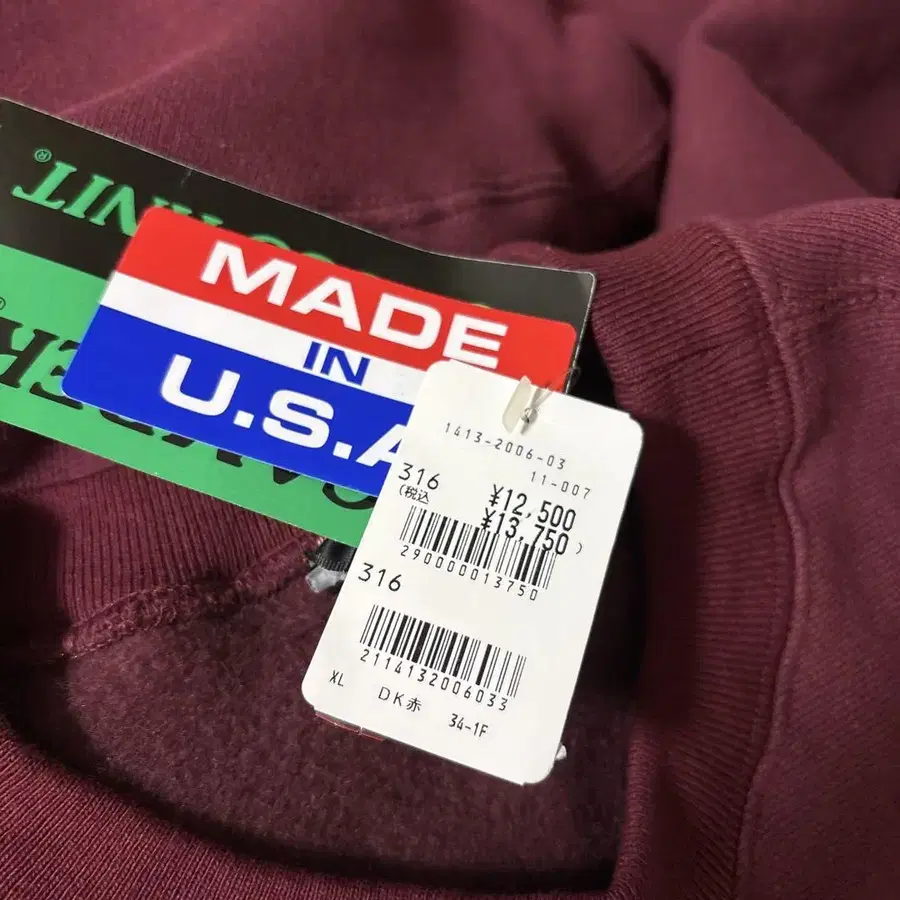 MADE
IN
U.S.A
1413-2006-03
11-007
316
¥12,500
(税込 ¥13,750)
2900000013750
316
2114132006033
XL DK赤 34-1F